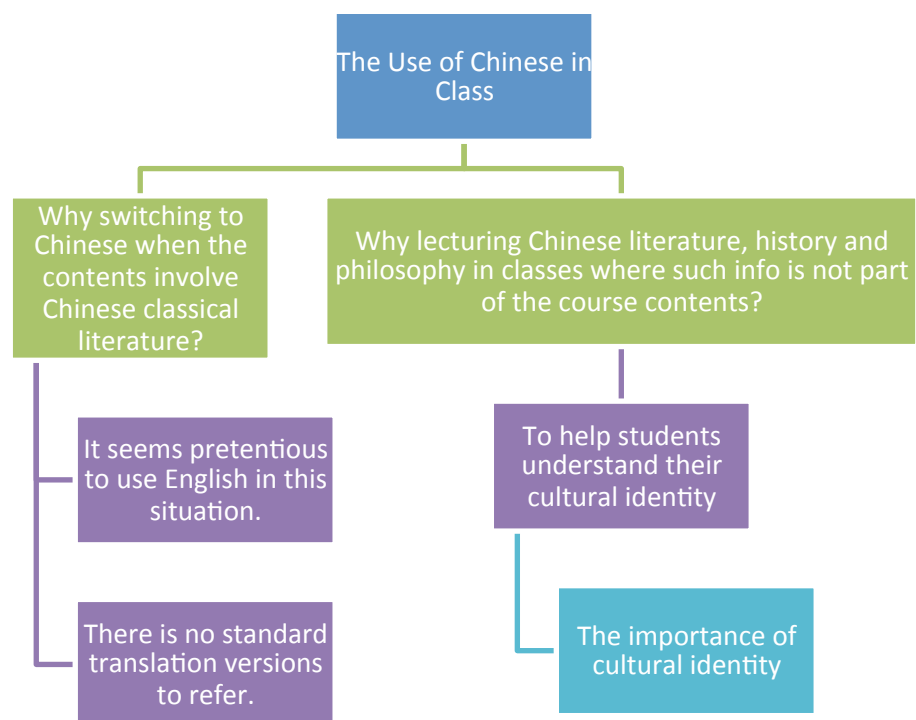 The Use of Chinese in
Class
Why switching to
Chinese when the
contents involve
Chinese classical
literature?
Why lecturing Chinese literature, history and
philosophy in classes where such info is not part
of the course contents?
It seems pretentious
to use English in this
situation.
There is no standard
translation versions
to refer.
To help students
understand their
cultural identity
The importance of
cultural identity